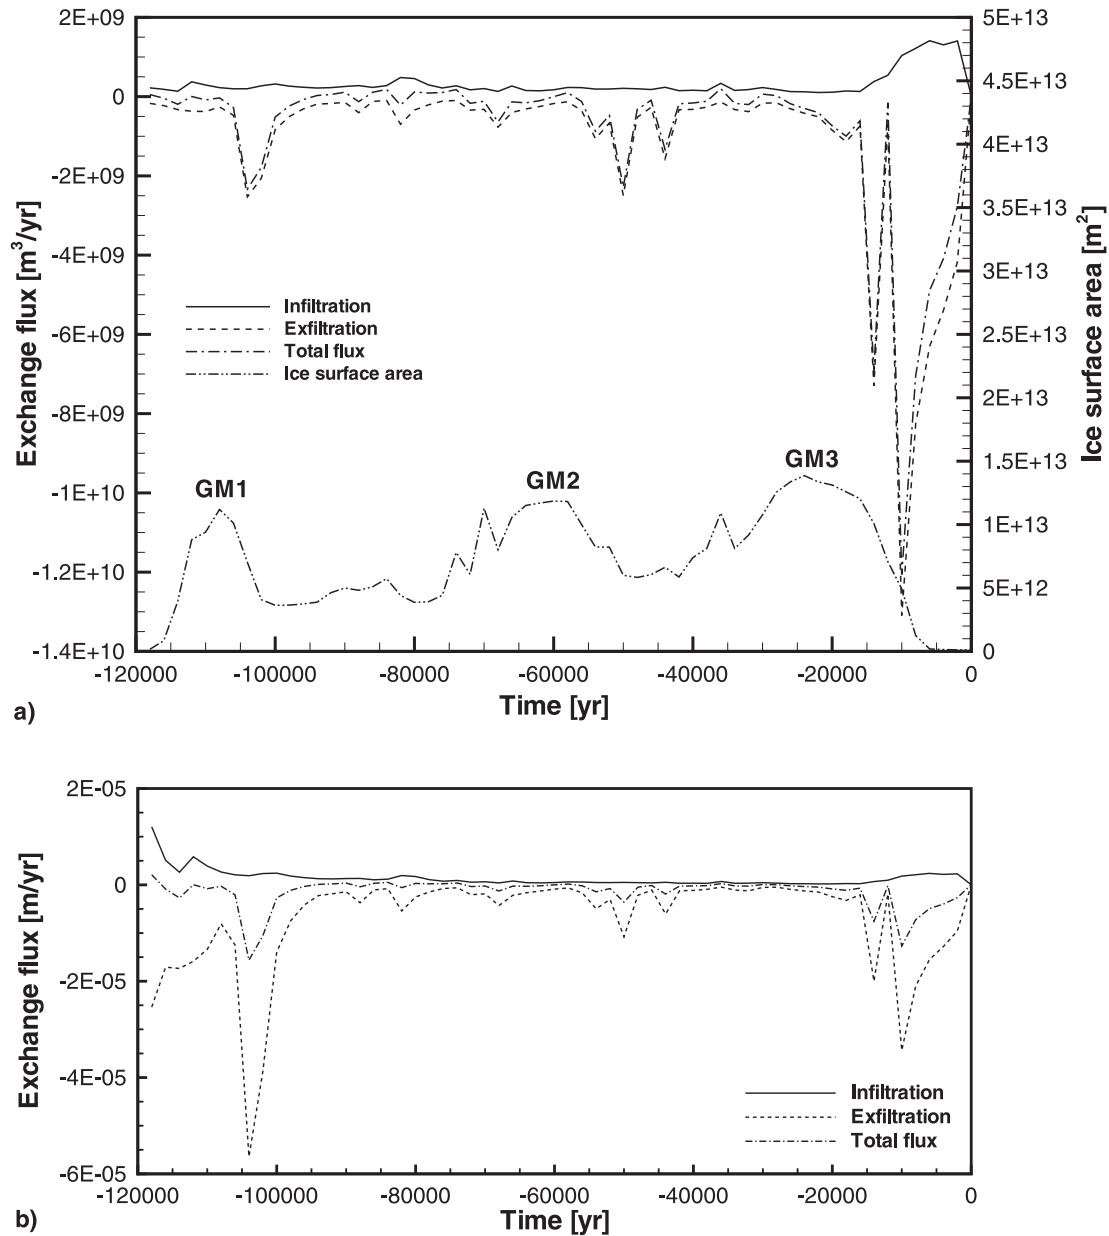 2E+09
0
-2E+09
-4E+09
-6E+09
-8E+09
-1E+10
-1.2E+10
-1.4E+10
Exchange flux [m³/yr]
5E+13
4.5E+13
4E+13
3.5E+13
3E+13
2.5E+13
2E+13
1.5E+13
1E+13
5E+12
0
Ice surface area [m²]
Infiltration
Exfiltration
Total flux
Ice surface area
GM1
GM2
GM3
-120000 -100000 -80000 -60000 -40000 -20000 0
Time [yr]
a)
2E-05
0
-2E-05
-4E-05
-6E-05
Exchange flux [m/yr]
Infiltration
Exfiltration
Total flux
-120000 -100000 -80000 -60000 -40000 -20000 0
Time [yr]
b)